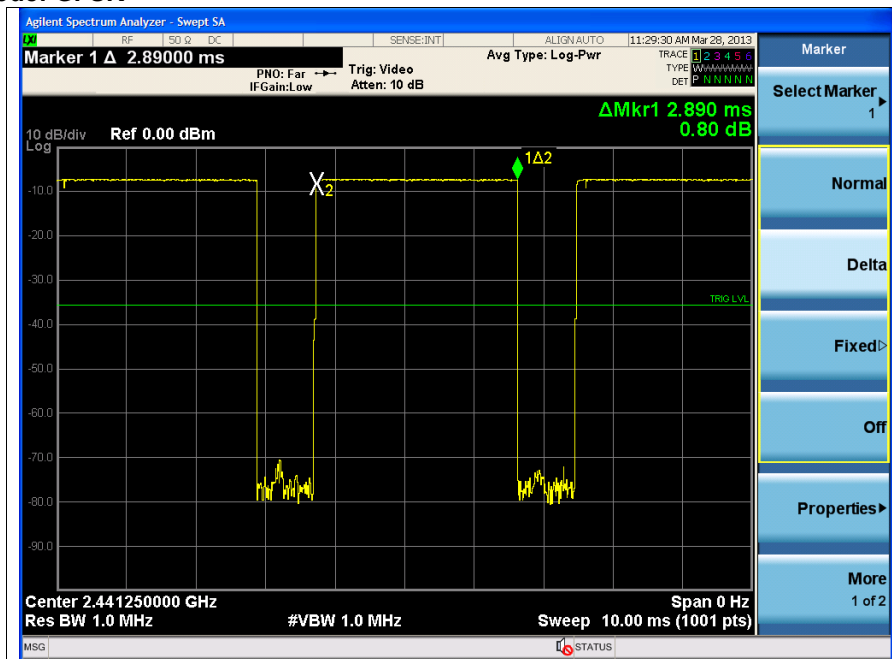 Agilent Spectrum Analyzer - Swept SA
LXI RF 50 Ω DC SENSE:INT ALIGN AUTO 11:29:30 AM Mar 28, 2013
Marker 1 Δ 2.89000 ms
PNO: Far
IFGain:Low
Trig: Video
Atten: 10 dB
Avg Type: Log-Pwr
TRACE 1 2 3 4 5 6
TYPE WWWWWW
DET P N N N N N
ΔMkr1 2.890 ms
0.80 dB
10 dB/div Ref 0.00 dBm
Log
1Δ2
X2
-10.0
-20.0
-30.0
TRIG LVL
-40.0
-50.0
-60.0
-70.0
-80.0
-90.0
Center 2.441250000 GHz Span 0 Hz
Res BW 1.0 MHz #VBW 1.0 MHz Sweep 10.00 ms (1001 pts)
MSG STATUS
Marker
Select Marker
1
Normal
Delta
Fixed
Off
Properties
More
1 of 2